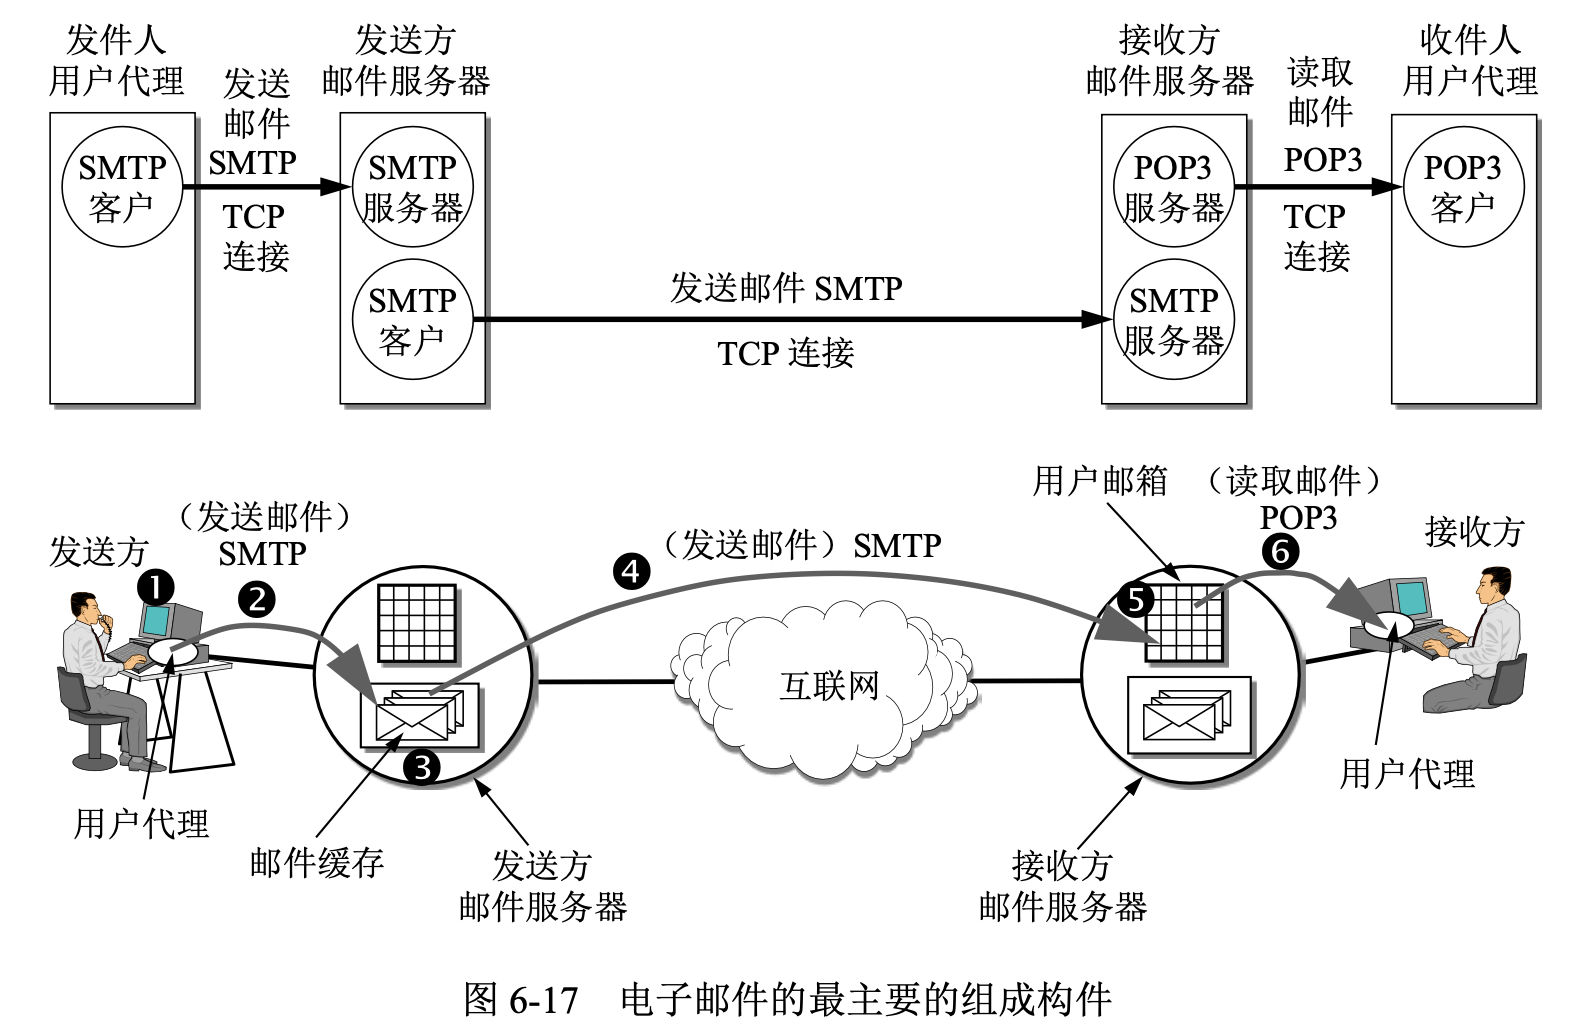 发件人
用户代理
发送
邮件
SMTP
TCP
连接
发送方
邮件服务器
接收方
邮件服务器
读取
邮件
POP3
TCP
连接
收件人
用户代理
SMTP
客户
SMTP
服务器
SMTP
客户
发送邮件 SMTP
TCP 连接
POP3
服务器
SMTP
服务器
POP3
客户
发送方
（发送邮件）
SMTP
（发送邮件）SMTP
用户邮箱
（读取邮件）
POP3
接收方
❶
❷
❸
❹
❺
❻
互联网
用户代理
邮件缓存
发送方
邮件服务器
接收方
邮件服务器
用户代理
图 6-17 电子邮件的最主要的组成构件